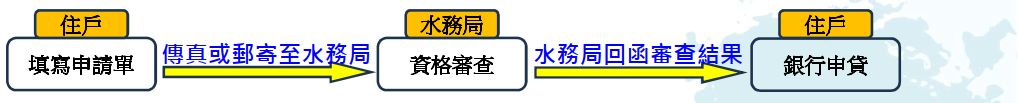 住戶
填寫申請單
傳真或郵寄至水務局
水務局
資格審查
水務局回函審查結果
住戶
銀行申貸